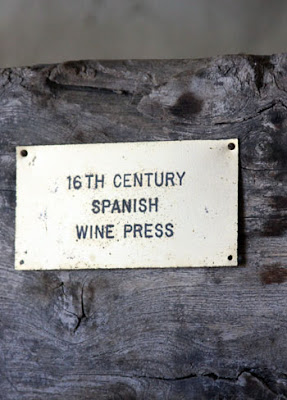 16TH CENTURY
SPANISH
WINE PRESS